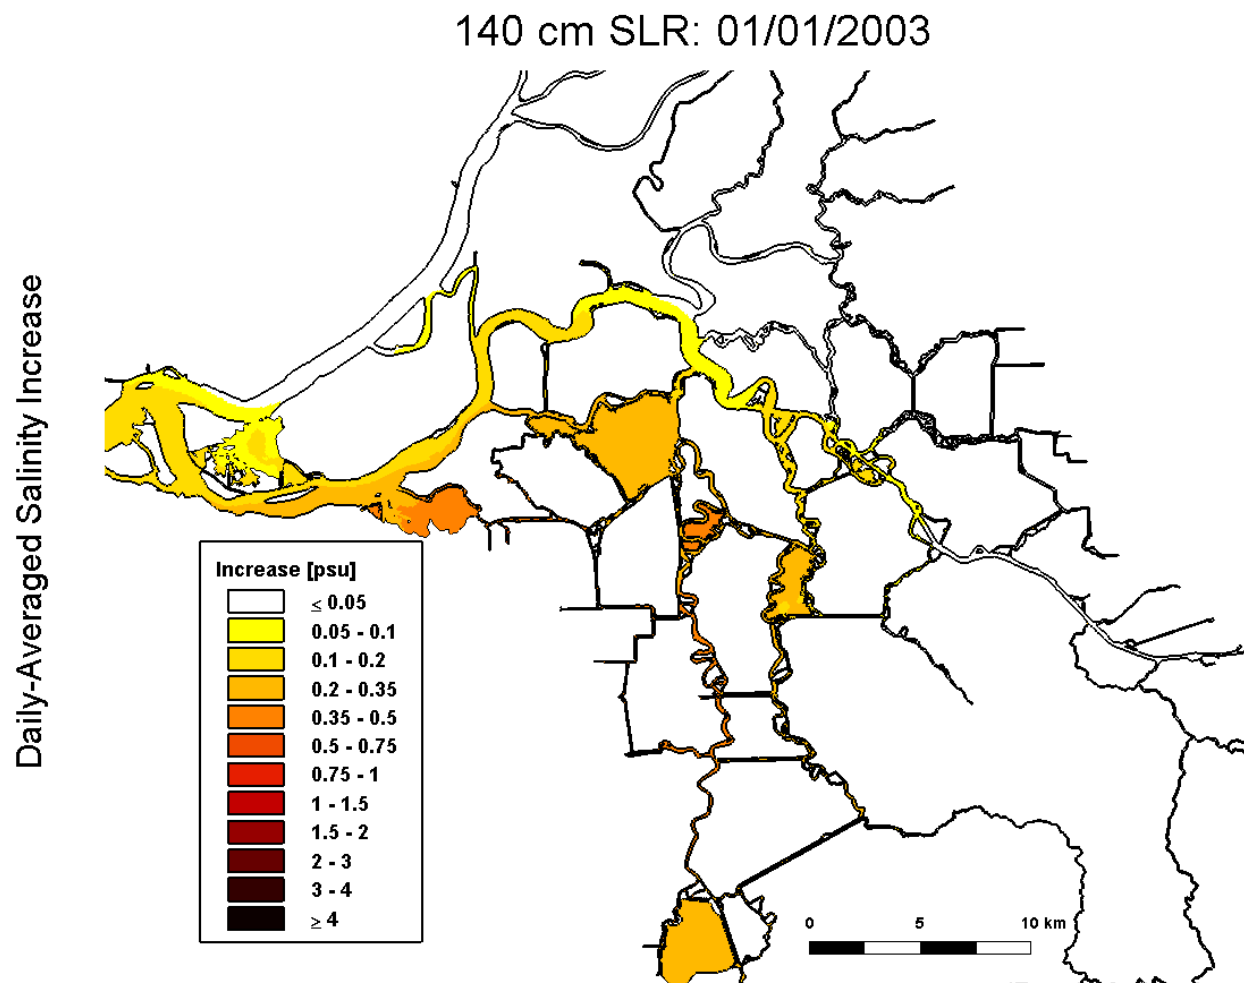 140 cm SLR: 01/01/2003
Daily-Averaged Salinity Increase
Increase [psu]
≤ 0.05
0.05 - 0.1
0.1 - 0.2
0.2 - 0.35
0.35 - 0.5
0.5 - 0.75
0.75 - 1
1 - 1.5
1.5 - 2
2 - 3
3 - 4
≥ 4
0 5 10 km